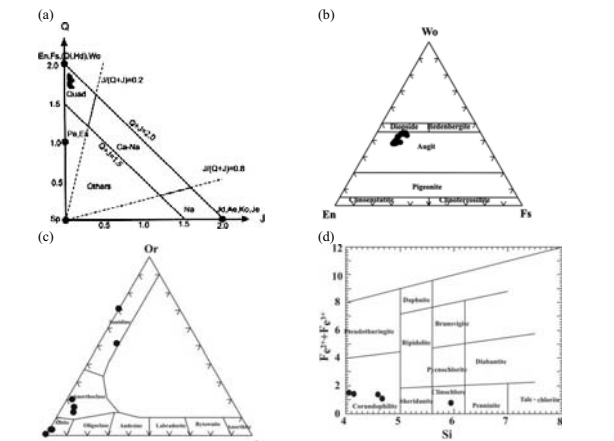 (a)
Q
En,Fs,(Di,Hd),Wo
2.0
J/(Q+J)=0.2
Quad
1.5
Q+J=2.0
1.0
Q+J=1.5
Ca-Na
J/(Q+J)=0.8
0.5
Others
Na
Jd,Ae,Ko,Je
0.5
1.0
1.5
2.0
J
(b)
Wo
Diopside
Hedenbergite
Augit
Pigeonite
Clinoenstatite
Clinoferrosilite
En
Fs
(c)
Or
Sanidine
Anorthoclase
Albite
Oligoclase
Andesine
Labradorite
Bytownite
Anorthite
(d)
Fe2++Fe3+
12
10
8
6
4
2
0
Daphnite
Brunsvigite
Pseudothuringite
Ripidolite
Diabantite
Pycnochlorite
Clinochlore
Corundophilite
Sheridanite
Penninite
Talc - chlorite
4
5
6
7
8
Si